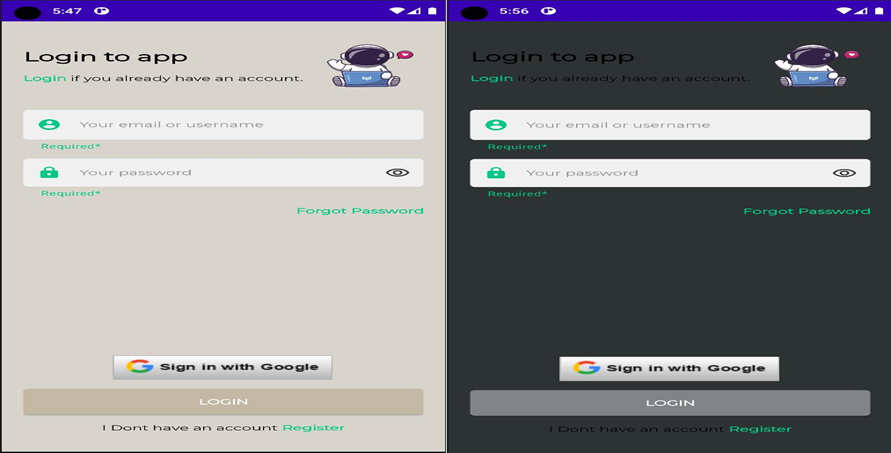 5:47
Login to app
Login if you already have an account.
Your email or username
Required*
Your password
Required*
Forgot Password
Sign in with Google
LOGIN
I Dont have an account Register
5:56
Login to app
Login if you already have an account.
Your email or username
Required*
Your password
Required*
Forgot Password
Sign in with Google
LOGIN
I Dont have an account Register